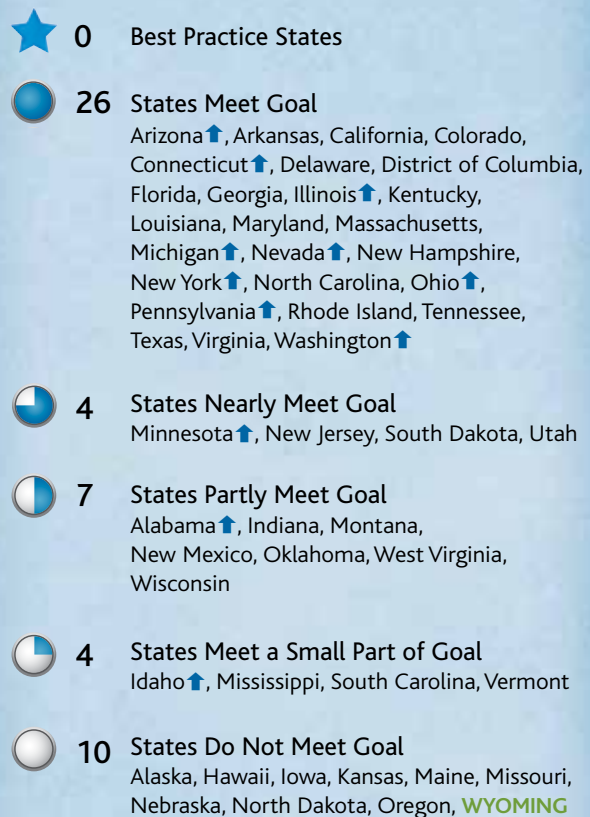 0 Best Practice States
26 States Meet Goal
Arizona⬆, Arkansas, California, Colorado,
Connecticut⬆, Delaware, District of Columbia,
Florida, Georgia, Illinois⬆, Kentucky,
Louisiana, Maryland, Massachusetts,
Michigan⬆, Nevada⬆, New Hampshire,
New York⬆, North Carolina, Ohio⬆,
Pennsylvania⬆, Rhode Island, Tennessee,
Texas, Virginia, Washington⬆
4 States Nearly Meet Goal
Minnesota⬆, New Jersey, South Dakota, Utah
7 States Partly Meet Goal
Alabama⬆, Indiana, Montana,
New Mexico, Oklahoma, West Virginia,
Wisconsin
4 States Meet a Small Part of Goal
Idaho⬆, Mississippi, South Carolina, Vermont
10 States Do Not Meet Goal
Alaska, Hawaii, Iowa, Kansas, Maine, Missouri,
Nebraska, North Dakota, Oregon, WYOMING